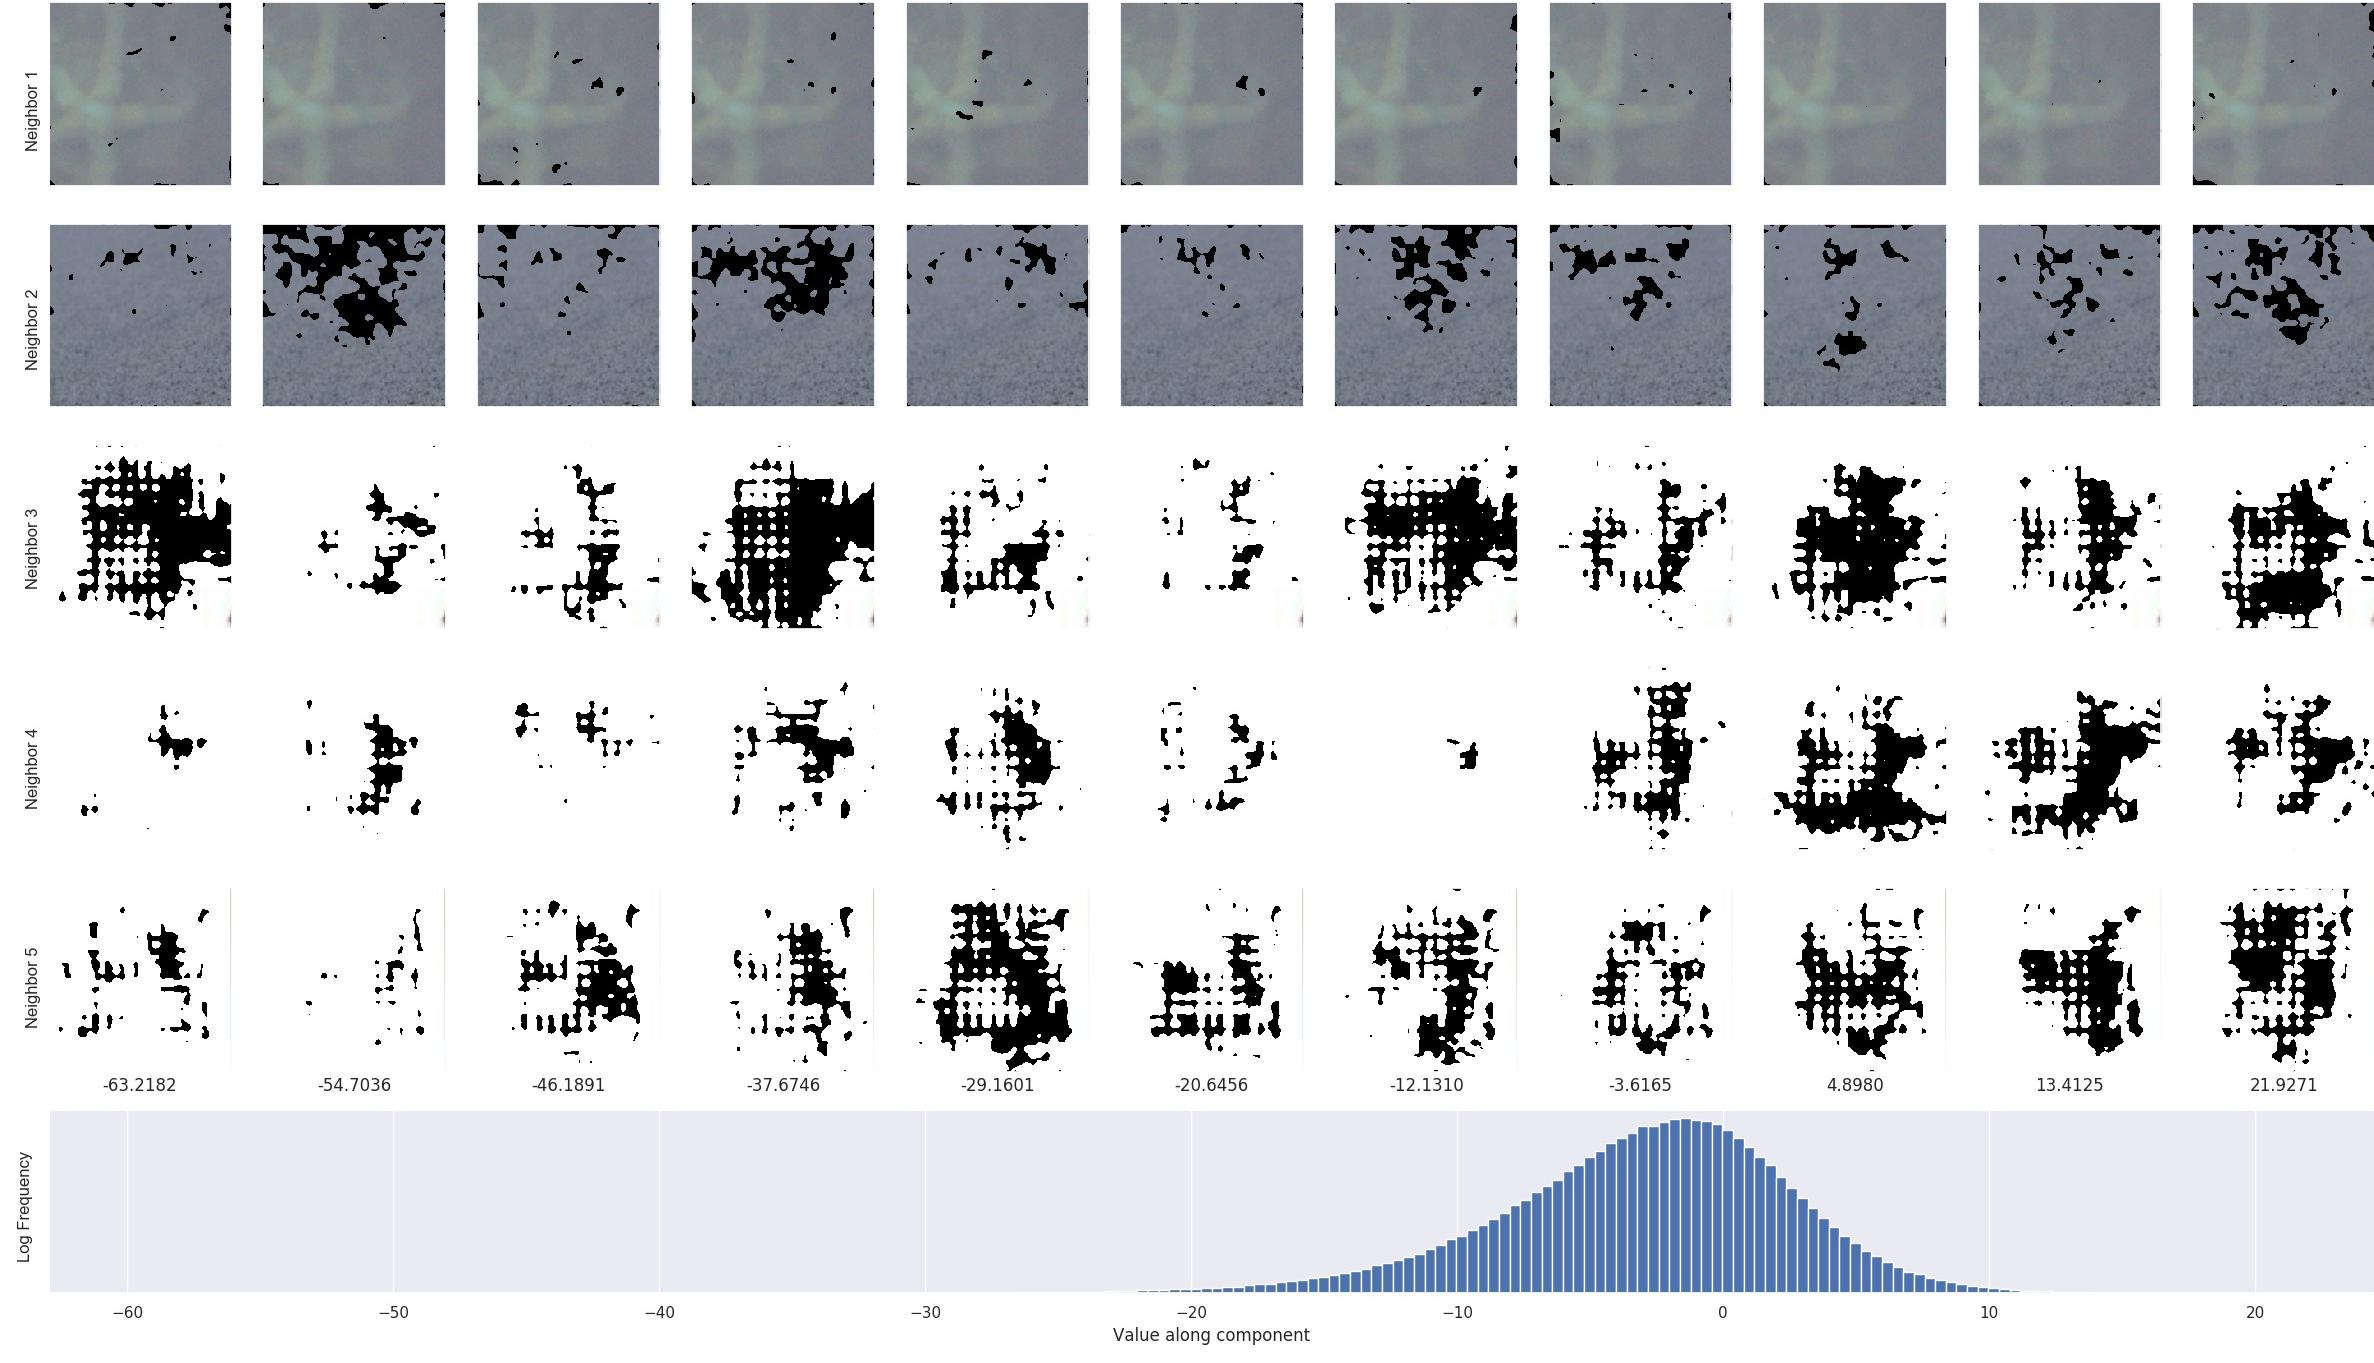 Neighbor 1
Neighbor 2
Neighbor 3
Neighbor 4
Neighbor 5
-63.2182 -54.7036 -46.1891 -37.6746 -29.1601 -20.6456 -12.1310 -3.6165 4.8980 13.4125 21.9271
Log Frequency
−60 −50 −40 −30 −20 −10 0 10 20
Value along component